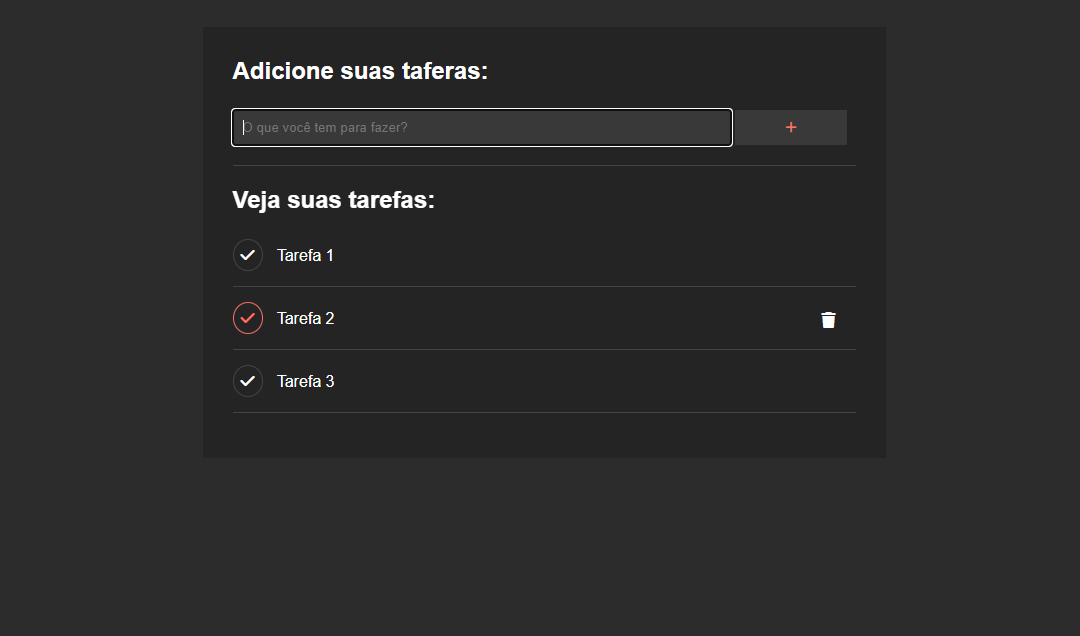 Adicione suas taferas:
O que você tem para fazer?
+
Veja suas tarefas:
Tarefa 1
Tarefa 2
Tarefa 3